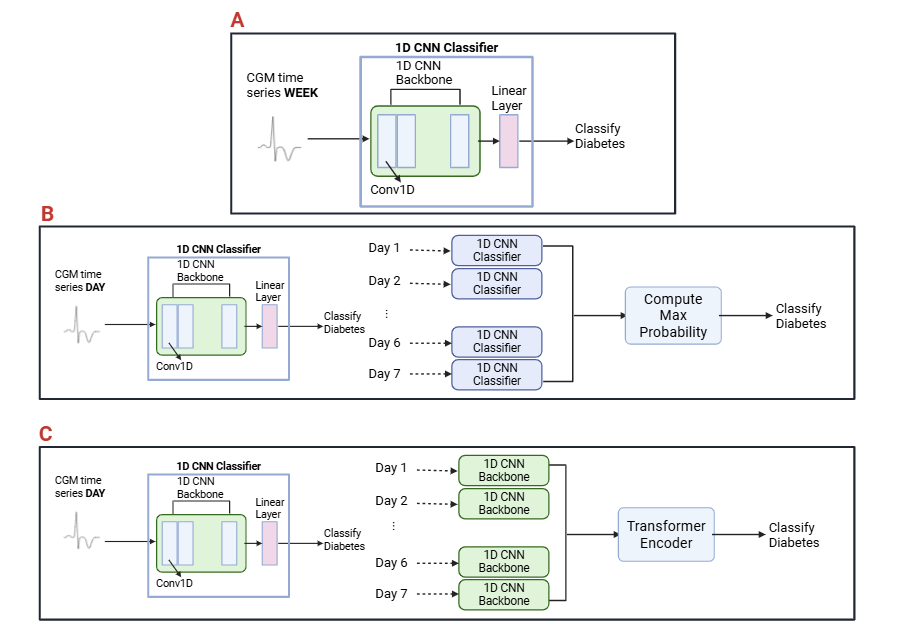 A
1D CNN Classifier
1D CNN
Backbone
CGM time
series WEEK
Linear
Layer
Classify
Diabetes
Conv1D
B
1D CNN Classifier
1D CNN
Backbone
CGM time
series DAY
Linear
Layer
Classify
Diabetes
Conv1D
Day 1
1D CNN
Classifier
Day 2
1D CNN
Classifier
⋮
Day 6
1D CNN
Classifier
Day 7
1D CNN
Classifier
Compute
Max
Probability
Classify
Diabetes
C
1D CNN Classifier
1D CNN
Backbone
CGM time
series DAY
Linear
Layer
Classify
Diabetes
Conv1D
Day 1
1D CNN
Backbone
Day 2
1D CNN
Backbone
⋮
Day 6
1D CNN
Backbone
Day 7
1D CNN
Backbone
Transformer
Encoder
Classify
Diabetes